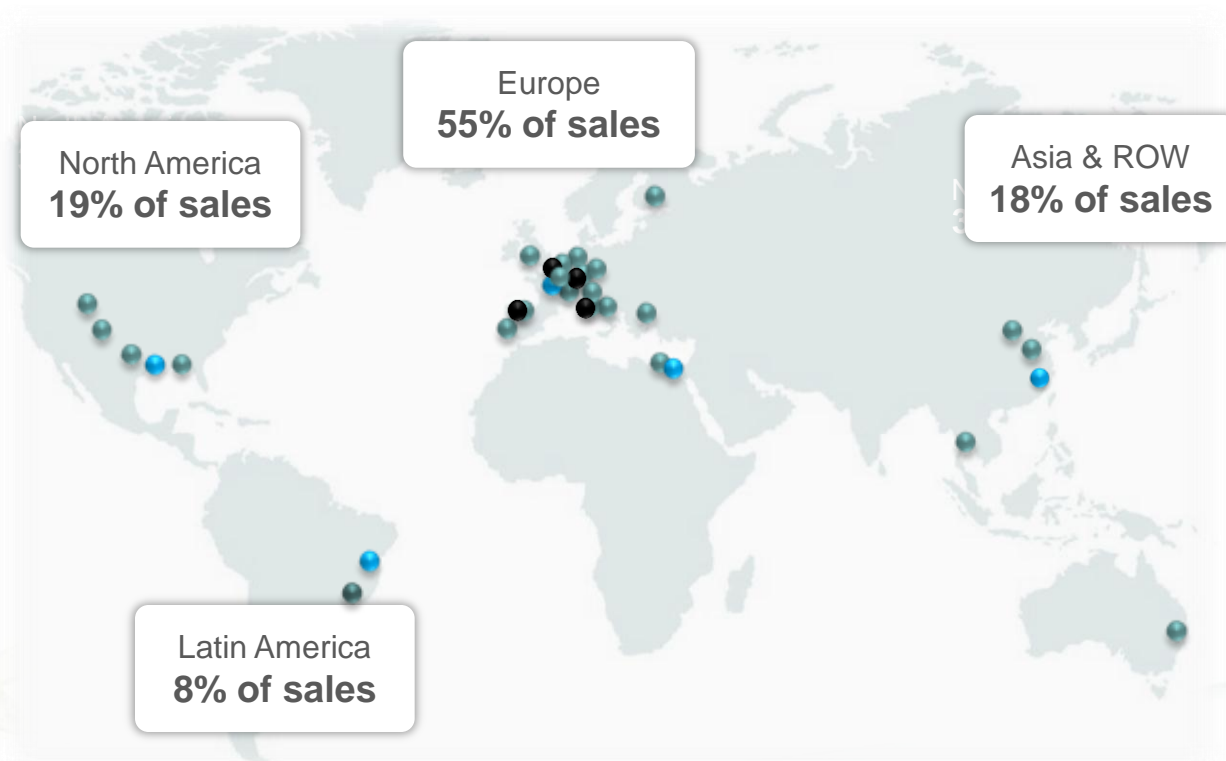 Europe
55% of sales
North America
19% of sales
Asia & ROW
18% of sales
Latin America
8% of sales